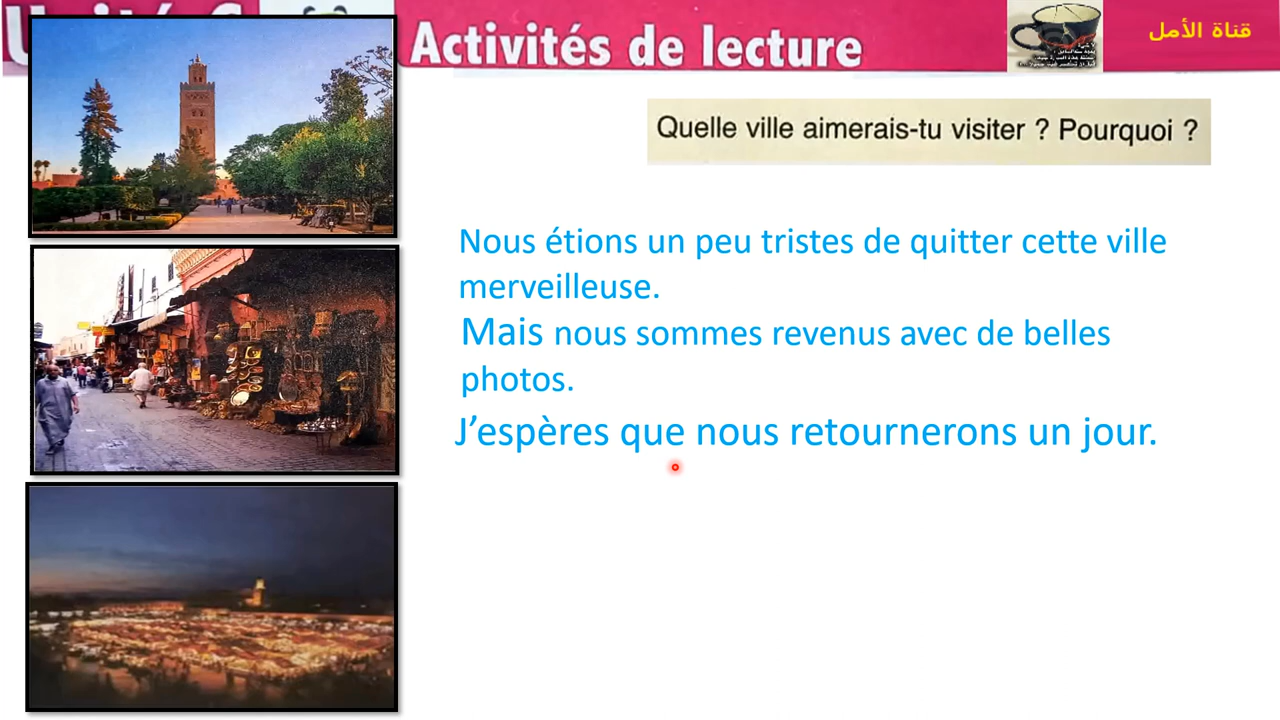 Activités de lecture
قناة الأمل
Quelle ville aimerais-tu visiter ? Pourquoi ?
Nous étions un peu tristes de quitter cette ville
merveilleuse.
Mais nous sommes revenus avec de belles
photos.
J’espères que nous retournerons un jour.